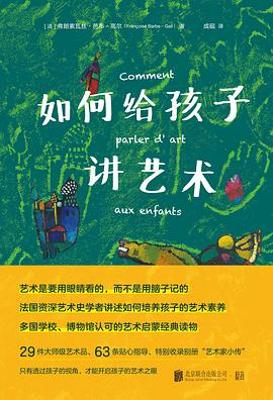 [法] 弗朗索瓦丝·芭布-高尔 (Françoise Barbe-Gall) 著 成蕴 译
Comment
如何给孩子
parler d'art
讲艺术
aux enfants
艺术是要用眼睛看的，而不是用脑子记的
法国资深艺术史学者讲述如何培养孩子的艺术素养
多国学校、博物馆认可的艺术启蒙经典读物
29件大师级艺术品、63条贴心指导、特别收录别册“艺术家小传”
只有透过孩子的视角，才能开启孩子的艺术之眼
北京联合出版公司